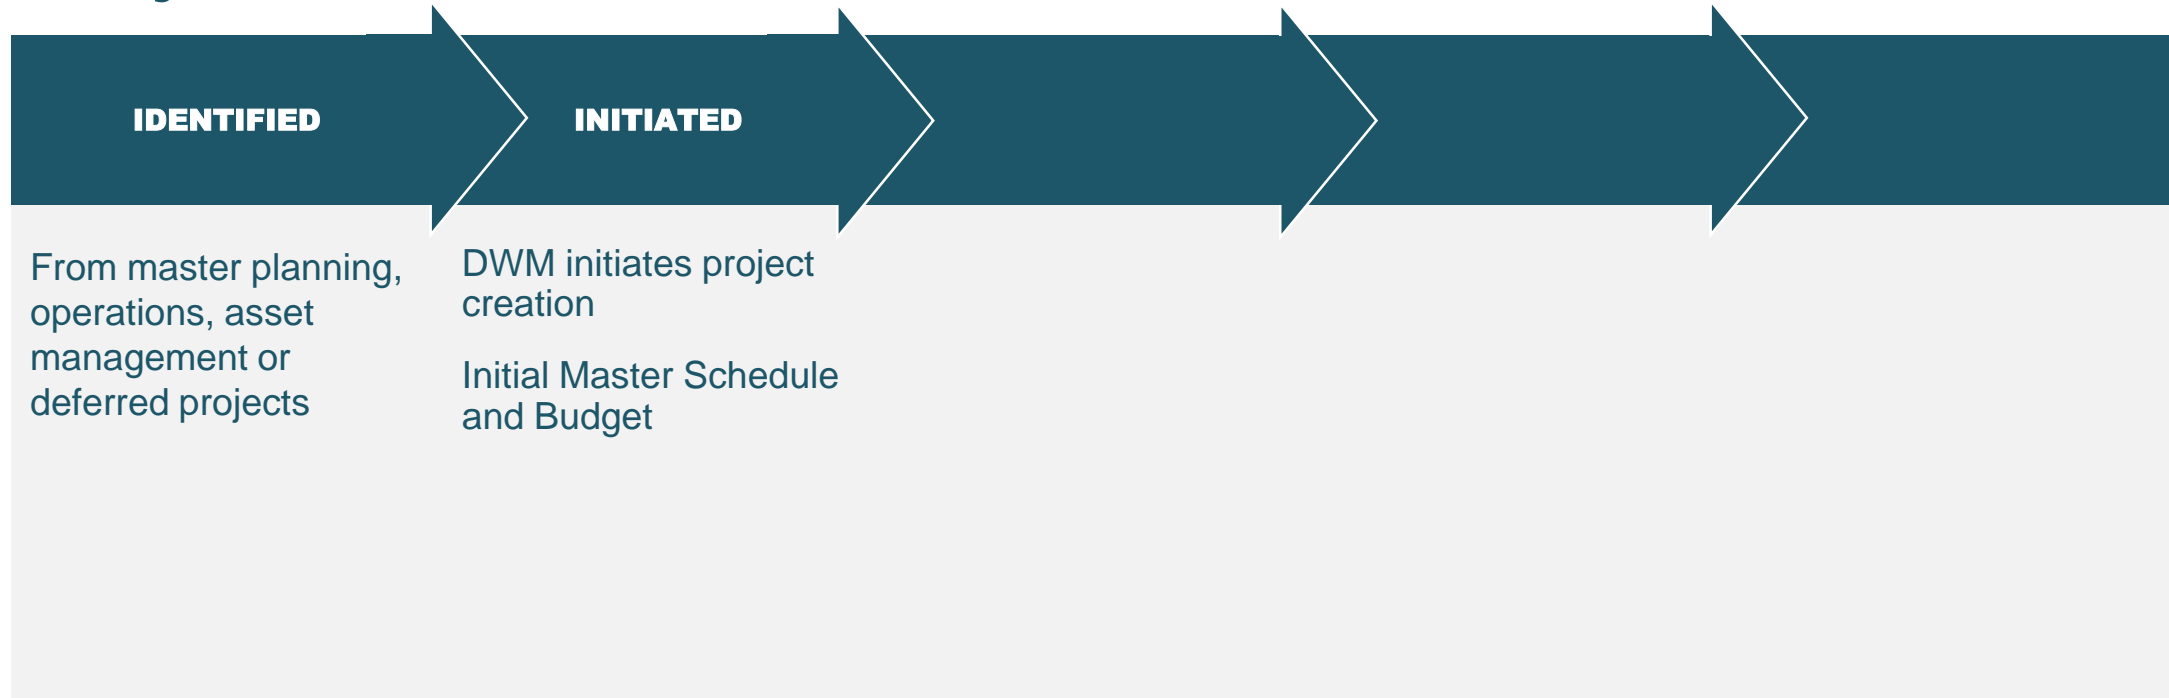 IDENTIFIED
INITIATED
From master planning,
operations, asset
management or
deferred projects
DWM initiates project
creation
Initial Master Schedule
and Budget